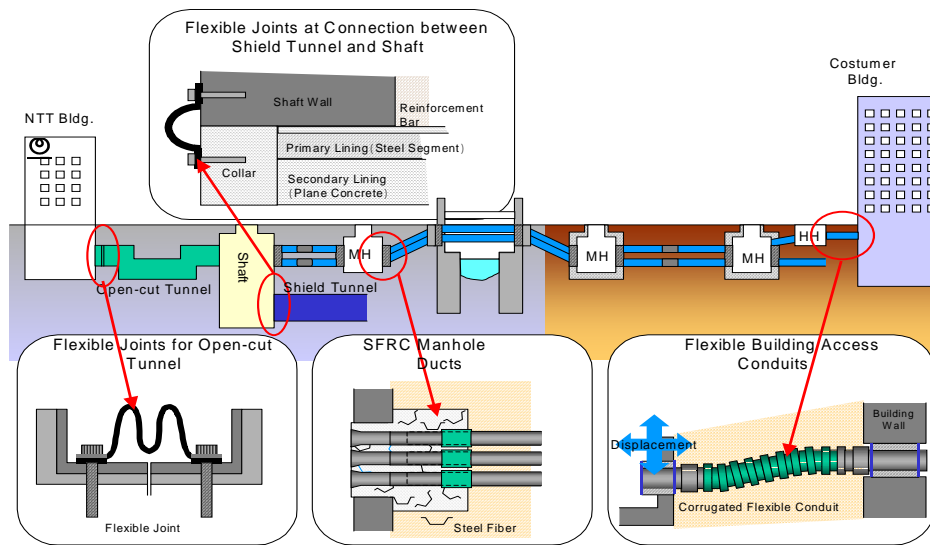 Flexible Joints at Connection between
Shield Tunnel and Shaft
Shaft Wall
Reinforcement
Bar
Primary Lining(Steel Segment)
Collar
Secondary Lining
(Plane Concrete)
NTT Bldg.
Costumer
Bldg.
MH
HH
MH
MH
Shaft
Open-cut Tunnel
Shield Tunnel
Flexible Joints for Open-cut
Tunnel
Flexible Joint
SFRC Manhole
Ducts
Steel Fiber
Flexible Building Access
Conduits
Building
Wall
Displacement
Corrugated Flexible Conduit